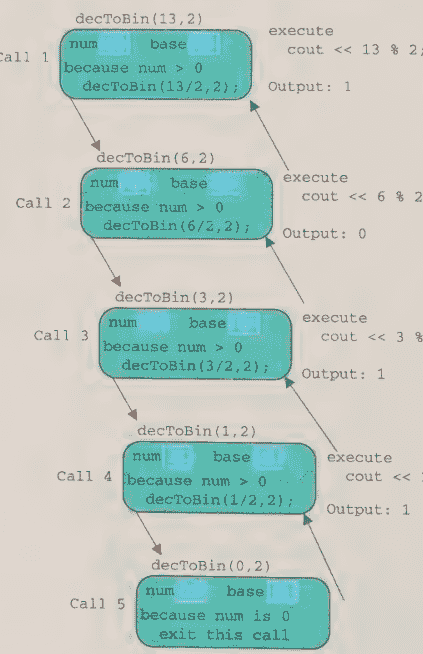 decToBin(13,2)
Call 1
num base
because num > 0
decToBin(13/2,2);
execute
cout << 13 % 2;
Output: 1
decToBin(6,2)
Call 2
num base
because num > 0
decToBin(6/2,2);
execute
cout << 6 % 2
Output: 0
decToBin(3,2)
Call 3
num base
because num > 0
decToBin(3/2,2);
execute
cout << 3 %
Output: 1
decToBin(1,2)
Call 4
num base
because num > 0
decToBin(1/2,2);
execute
cout <<
Output: 1
decToBin(0,2)
Call 5
num base
because num is 0
exit this call